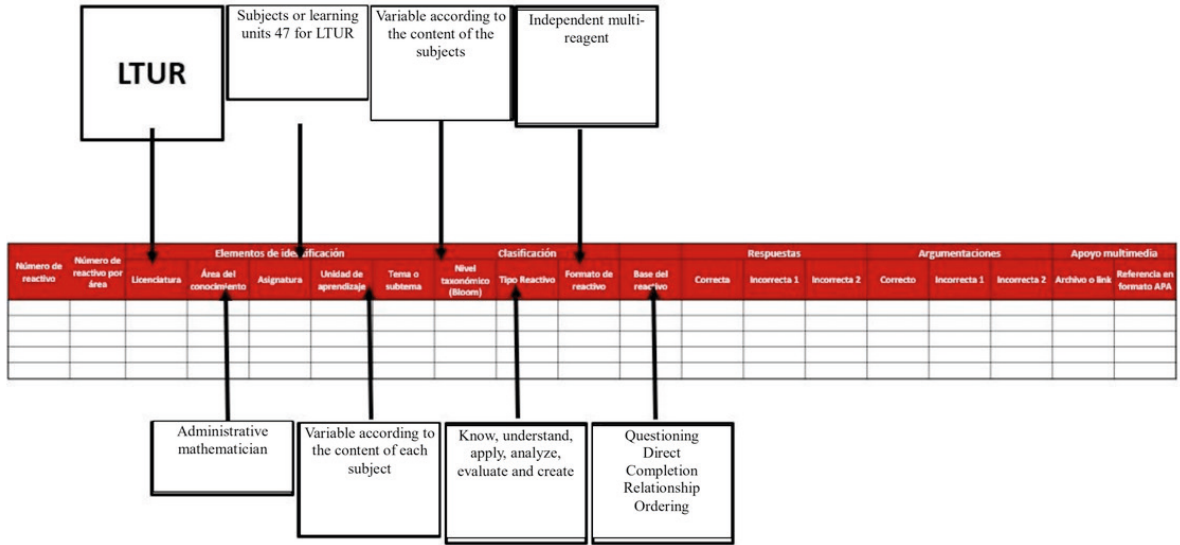 LTUR
Subjects or learning
units 47 for LTUR
Variable according to
the content of the
subjects
Independent multi-
reagent
Elementos de identificación
Clasificación
Respuestas
Argumentaciones
Apoyo multimedia
Número de
reactivo
Número de
reactivo por
área
Licenciatura
Área del
conocimiento
Asignatura
Unidad de
aprendizaje
Tema o
subtema
Nivel
taxonómico
(Bloom)
Tipo Reactivo
Formato de
reactivo
Base del
reactivo
Correcta
Incorrecta 1
Incorrecta 2
Correcto
Incorrecta 1
Incorrecta 2
Archivo o link
Referencia en
formato APA
Administrative
mathematician
Variable according to
the content of each
subject
Know, understand,
apply, analyze,
evaluate and create
Questioning
Direct
Completion
Relationship
Ordering